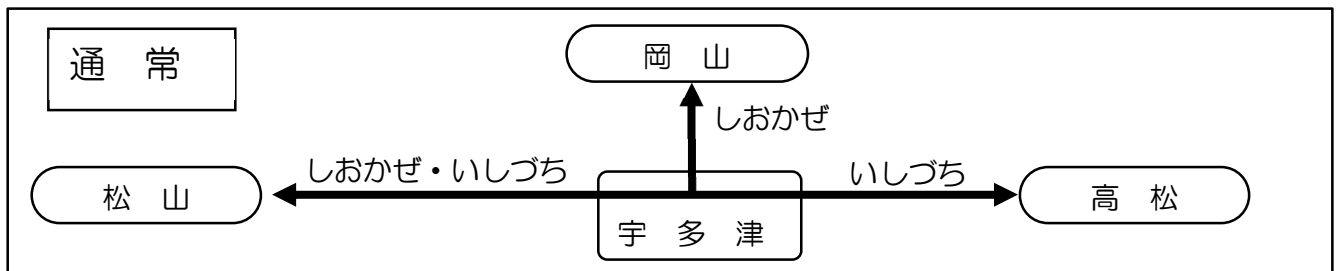 通 常
岡 山
しおかぜ
しおかぜ・いしづち
いしづち
松 山
高 松
宇 多 津